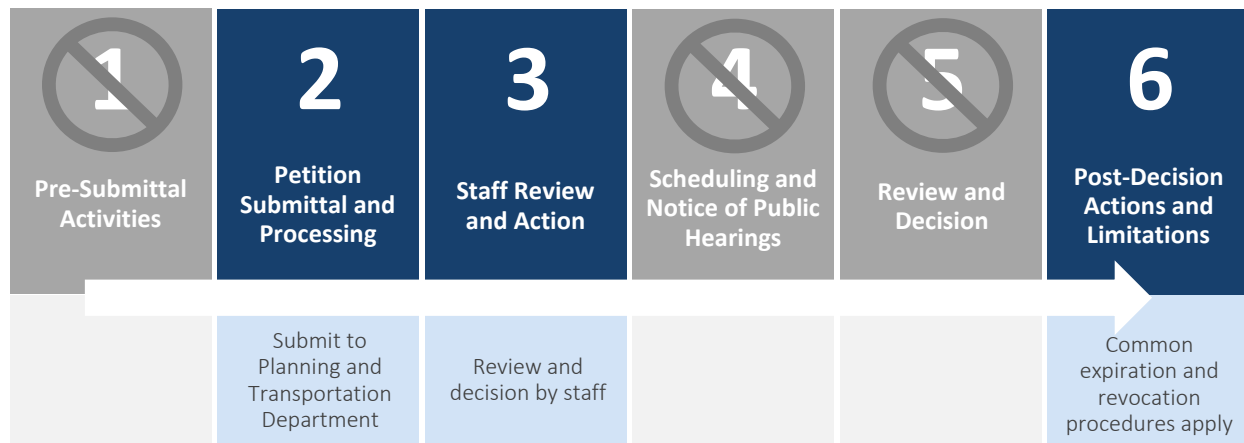 1
Pre-Submittal
Activities
2
Petition
Submittal and
Processing
Submit to
Planning and
Transportation
Department
3
Staff Review
and Action
Review and
decision by staff
4
Scheduling and
Notice of Public
Hearings
5
Review and
Decision
6
Post-Decision
Actions and
Limitations
Common
expiration and
revocation
procedures apply